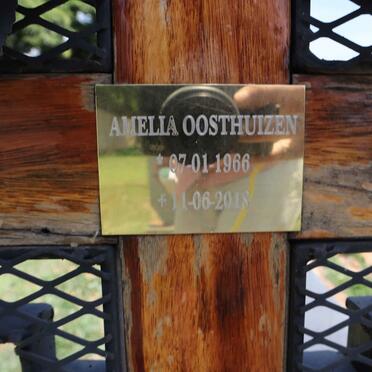 AMELIA OOSTHUIZEN
* 07-01-1966
+ 11-06-2018